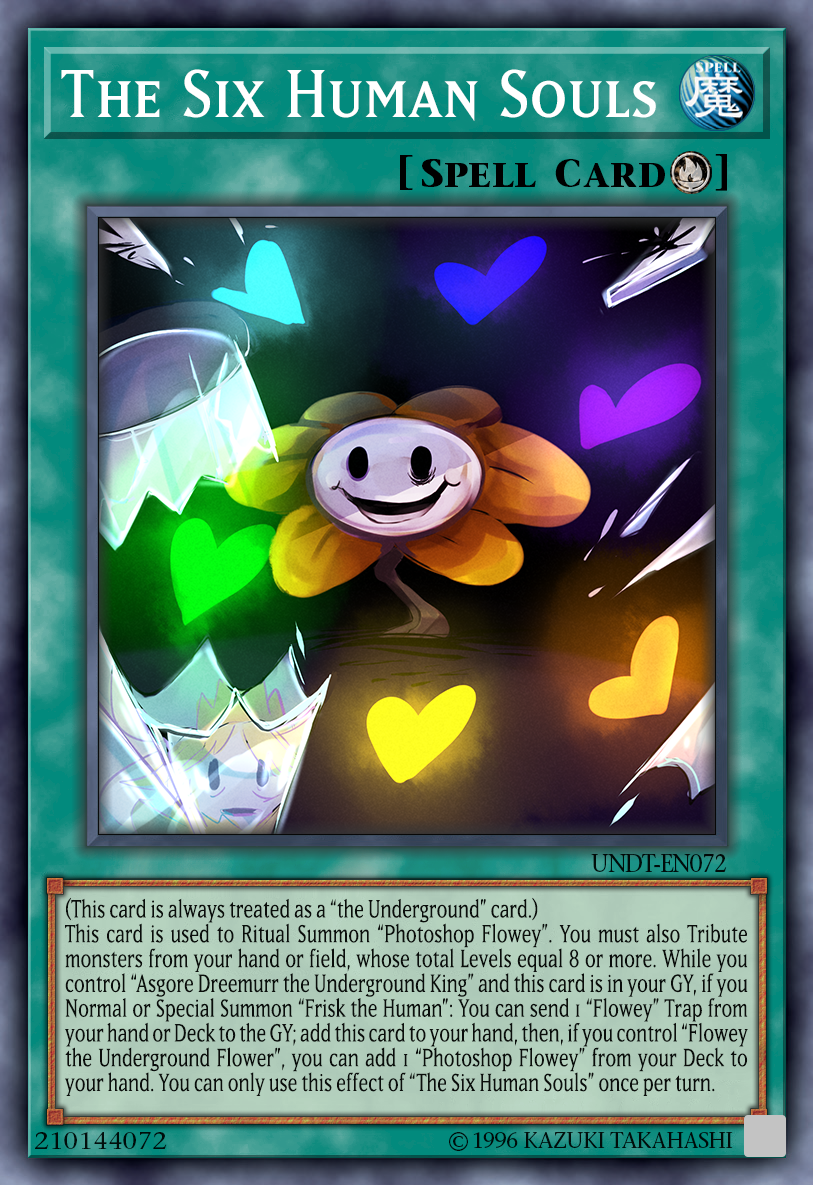 The Six Human Souls
SPELL
魔
[Spell Card]
UNDT-EN072
(This card is always treated as a “the Underground” card.)
This card is used to Ritual Summon “Photoshop Flowey”. You must also Tribute
monsters from your hand or field, whose total Levels equal 8 or more. While you
control “Asgore Dreemurr the Underground King” and this card is in your GY, if you
Normal or Special Summon “Frisk the Human”: You can send 1 “Flowey” Trap from
your hand or Deck to the GY; add this card to your hand, then, if you control “Flowey
the Underground Flower”, you can add 1 “Photoshop Flowey” from your Deck to
your hand. You can only use this effect of “The Six Human Souls” once per turn.
210144072
© 1996 KAZUKI TAKAHASHI